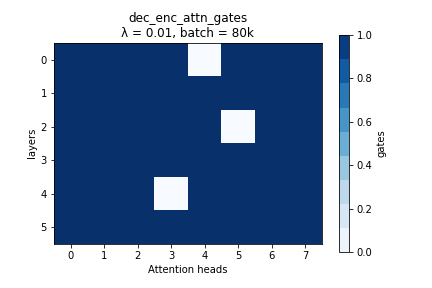 dec_enc_attn_gates
λ = 0.01, batch = 80k
layers
0
1
2
3
4
5
0 1 2 3 4 5 6 7
Attention heads
1.0
0.8
0.6
0.4
0.2
0.0
gates